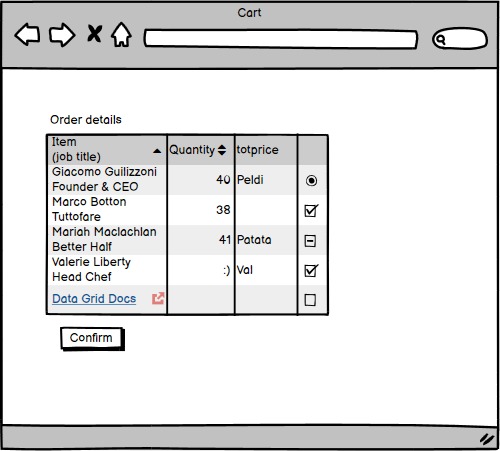 Cart
Order details
Item
(job title) Quantity totprice
Giacomo Guilizzoni
Founder & CEO 40 Peldi
Marco Botton
Tuttofare 38
Mariah Maclachlan
Better Half 41 Patata
Valerie Liberty
Head Chef :) Val
Data Grid Docs
Confirm